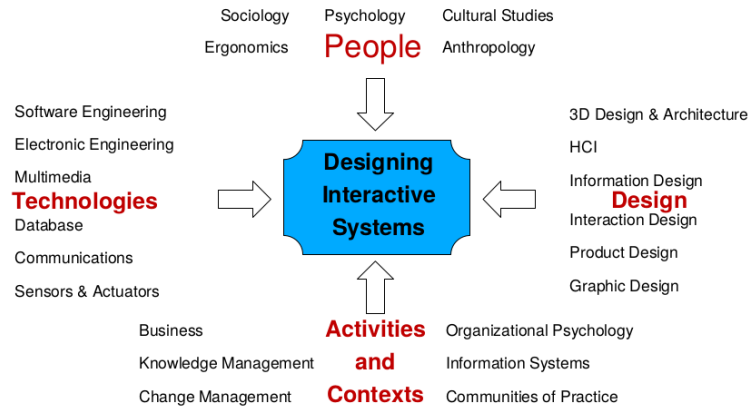 Sociology
Psychology
Cultural Studies
Ergonomics
People
Anthropology
Software Engineering
Electronic Engineering
Multimedia
Technologies
Database
Communications
Sensors & Actuators
Designing
Interactive
Systems
3D Design & Architecture
HCI
Information Design
Design
Interaction Design
Product Design
Graphic Design
Business
Knowledge Management
Change Management
Activities
and
Contexts
Organizational Psychology
Information Systems
Communities of Practice